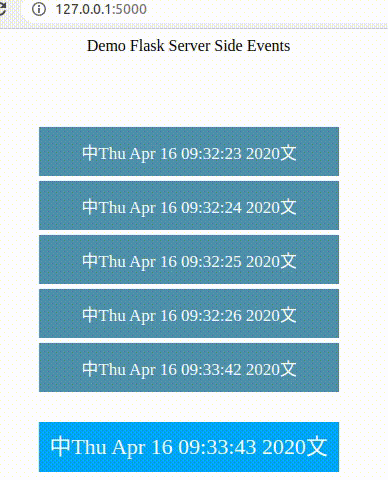 127.0.0.1:5000
Demo Flask Server Side Events
中Thu Apr 16 09:32:23 2020文
中Thu Apr 16 09:32:24 2020文
中Thu Apr 16 09:32:25 2020文
中Thu Apr 16 09:32:26 2020文
中Thu Apr 16 09:33:42 2020文
中Thu Apr 16 09:33:43 2020文